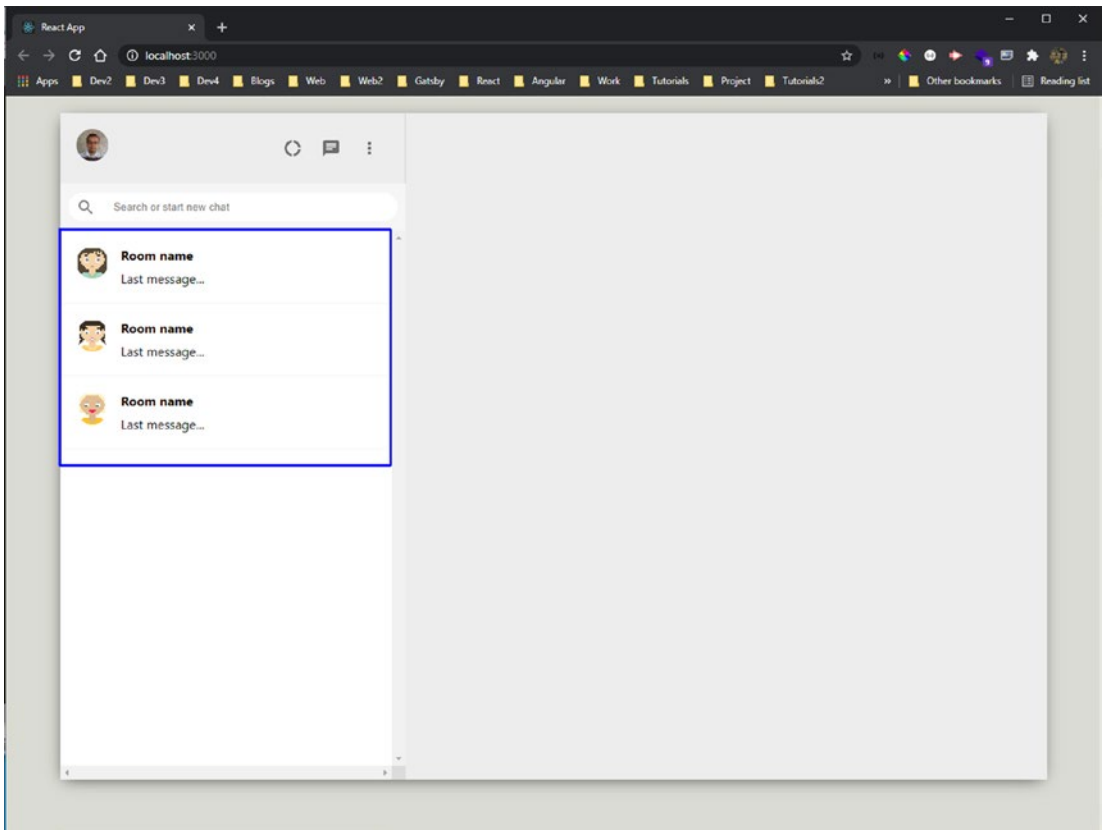 React App
localhost:3000
Apps Dev2 Dev3 Dev4 Blogs Web Web2 Gatsby React Angular Work Tutorials Project Tutorials2 » Other bookmarks Reading list
Search or start new chat
Room name
Last message...
Room name
Last message...
Room name
Last message...